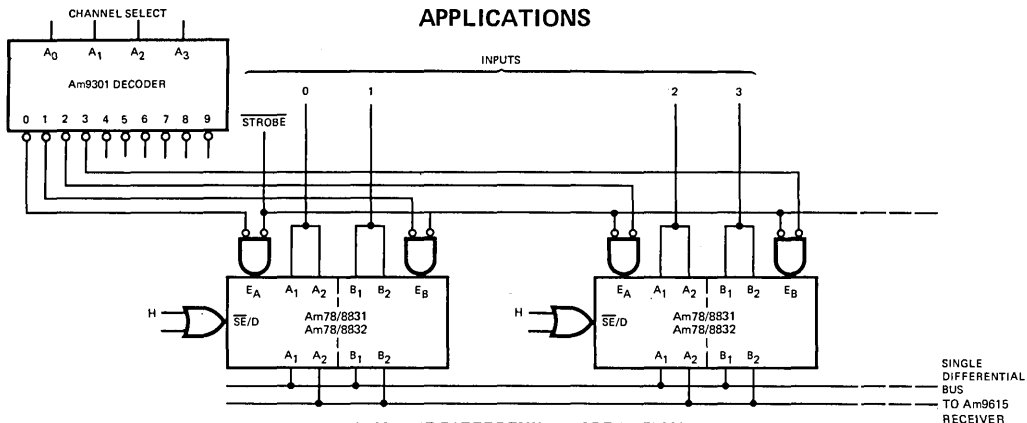 APPLICATIONS
CHANNEL SELECT
A0 A1 A2 A3
Am9301 DECODER
0 1 2 3 4 5 6 7 8 9
INPUTS
0 1 2 3
STROBE
EA A1 A2 B1 B2 EB
H
SE/D
Am78/8831
Am78/8832
A1 A2 B1 B2
EA A1 A2 B1 B2 EB
H
SE/D
Am78/8831
Am78/8832
A1 A2 B1 B2
SINGLE
DIFFERENTIAL
BUS
TO Am9615
RECEIVER